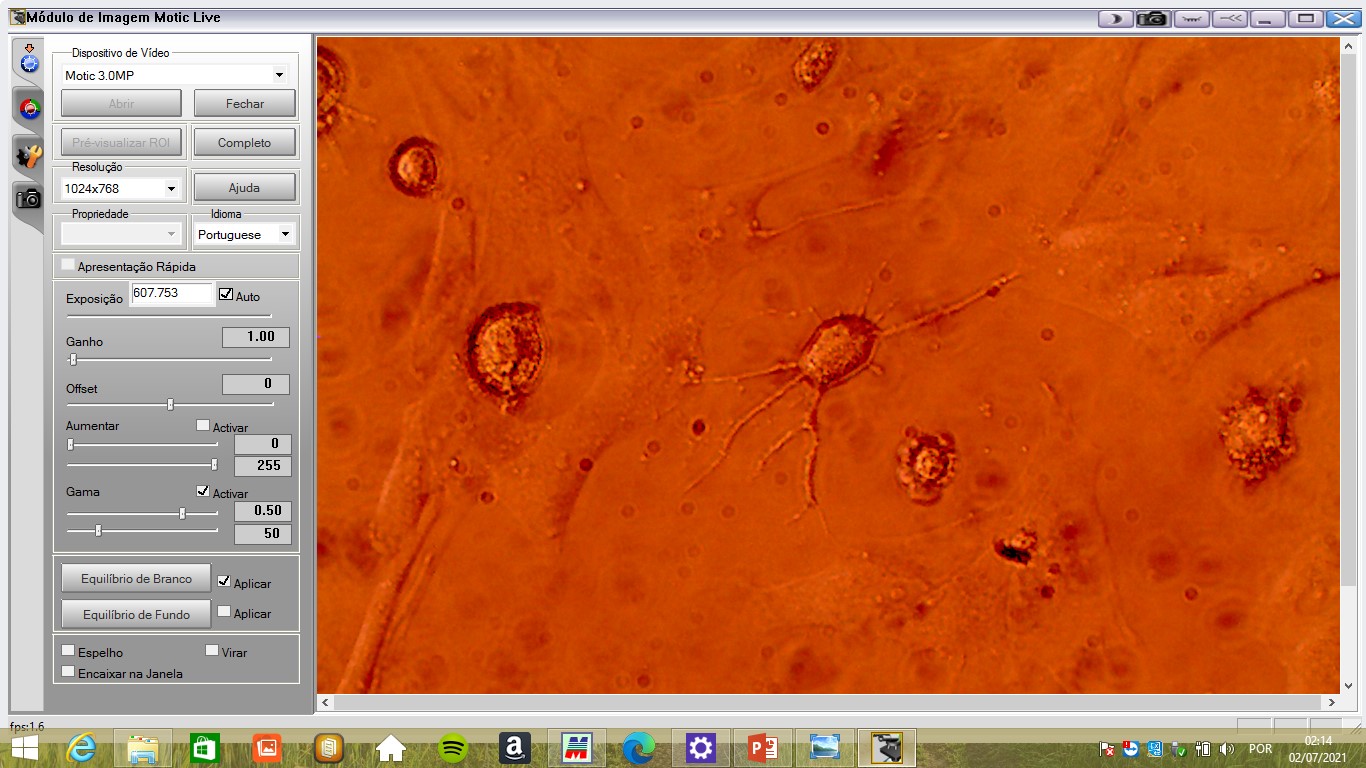 Módulo de Imagem Motic Live
Dispositivo de Vídeo
Motic 3.0MP
Abrir
Fechar
Pré-visualizar ROI
Completo
Resolução
1024x768
Ajuda
Propriedade
Idioma
Portuguese
Apresentação Rápida
Exposição 607.753 Auto
Ganho 1.00
Offset 0
Aumentar Activar
0
255
Gama Activar
0.50
50
Equilíbrio de Branco Aplicar
Equilíbrio de Fundo Aplicar
Espelho Virar
Encaixar na Janela
fps:1.6
POR
02:14
02/07/2021